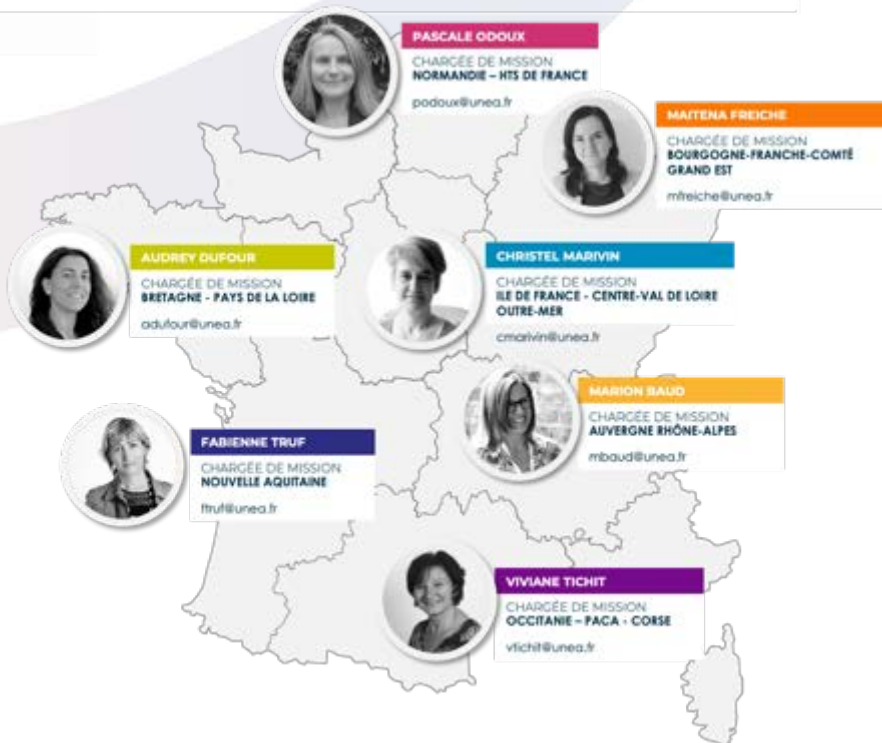 PASCALE ODOUX
CHARGÉE DE MISSION
NORMANDIE – HTS DE FRANCE
podoux@unea.fr
MAITENA FREICHE
CHARGÉE DE MISSION
BOURGOGNE-FRANCHE-COMTÉ
GRAND EST
mfreiche@unea.fr
AUDREY DUFOUR
CHARGÉE DE MISSION
BRETAGNE - PAYS DE LA LOIRE
adufour@unea.fr
CHRISTEL MARIVIN
CHARGÉE DE MISSION
ILE DE FRANCE - CENTRE-VAL DE LOIRE
OUTRE-MER
cmarivin@unea.fr
MARION BAUD
CHARGÉE DE MISSION
AUVERGNE RHÔNE-ALPES
mbaud@unea.fr
FABIENNE TRUF
CHARGÉE DE MISSION
NOUVELLE AQUITAINE
ftruf@unea.fr
VIVIANE TICHIT
CHARGÉE DE MISSION
OCCITANIE – PACA - CORSE
vtichit@unea.fr